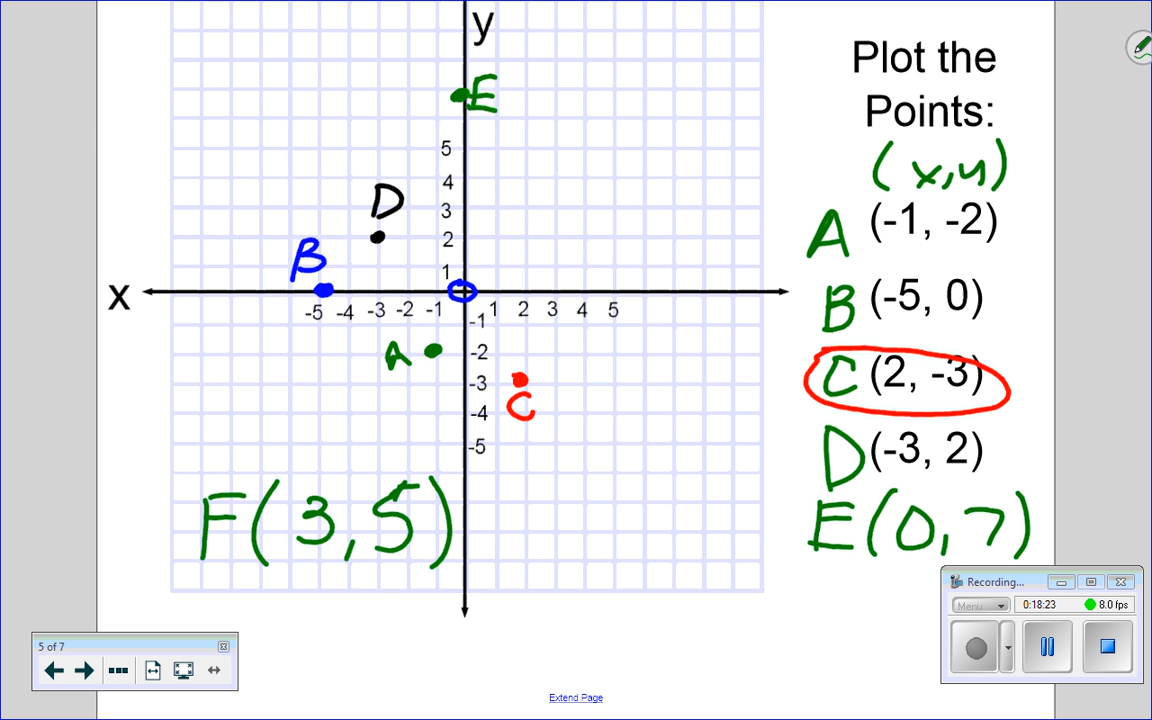 y
E
5
4
3
2
1
D
B
x
-5 -4 -3 -2 -1 1 2 3 4 5
-1
-2
-3
-4
-5
A
C
F(3,5)
Plot the
Points:
(x,y)
A (-1, -2)
B (-5, 0)
C (2, -3)
D (-3, 2)
E(0,7)
Recording...
Menu 0:18:23 8.0 fps
5 of 7
Extend Page